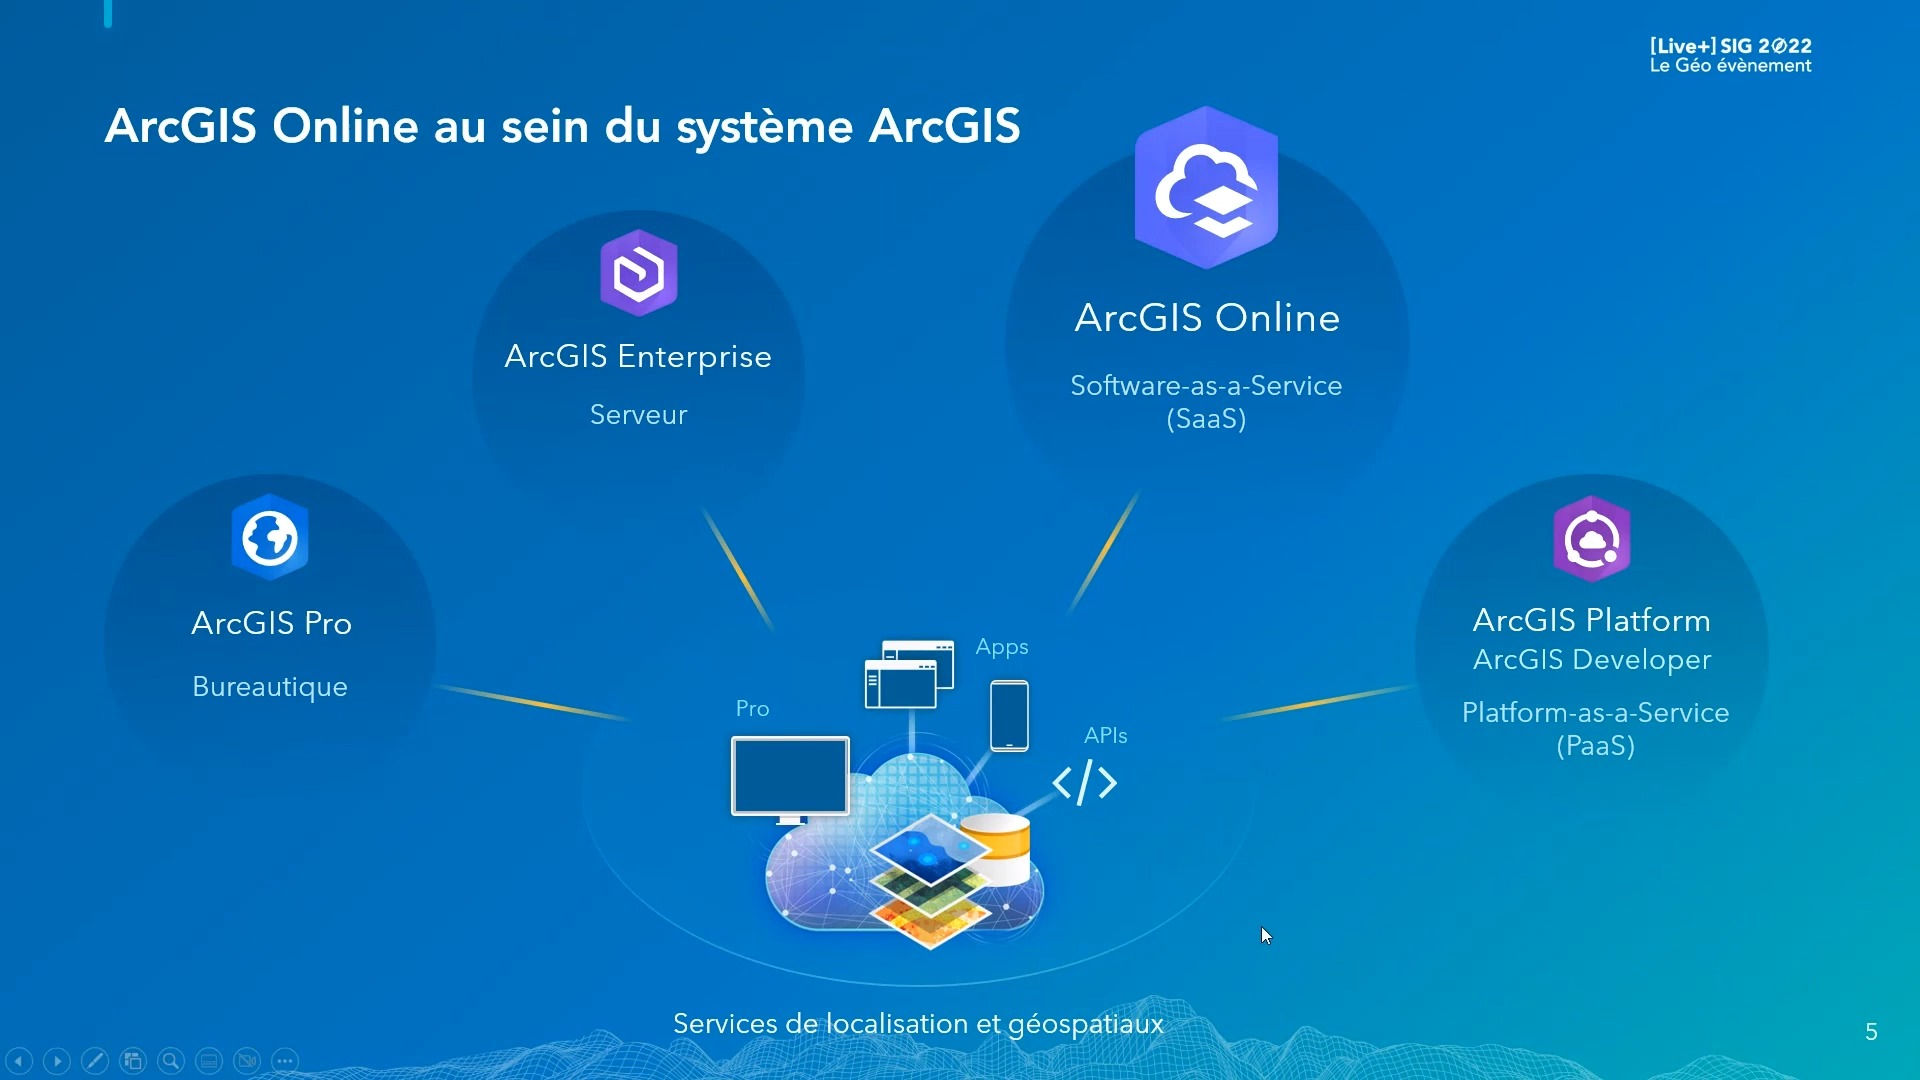 [Live+] SIG 2022
Le Géo évènement
ArcGIS Online au sein du système ArcGIS
ArcGIS Enterprise
Serveur
ArcGIS Online
Software-as-a-Service
(SaaS)
ArcGIS Pro
Bureautique
ArcGIS Platform
ArcGIS Developer
Platform-as-a-Service
(PaaS)
Apps
Pro
APIs
</>
Services de localisation et géospatiaux
5